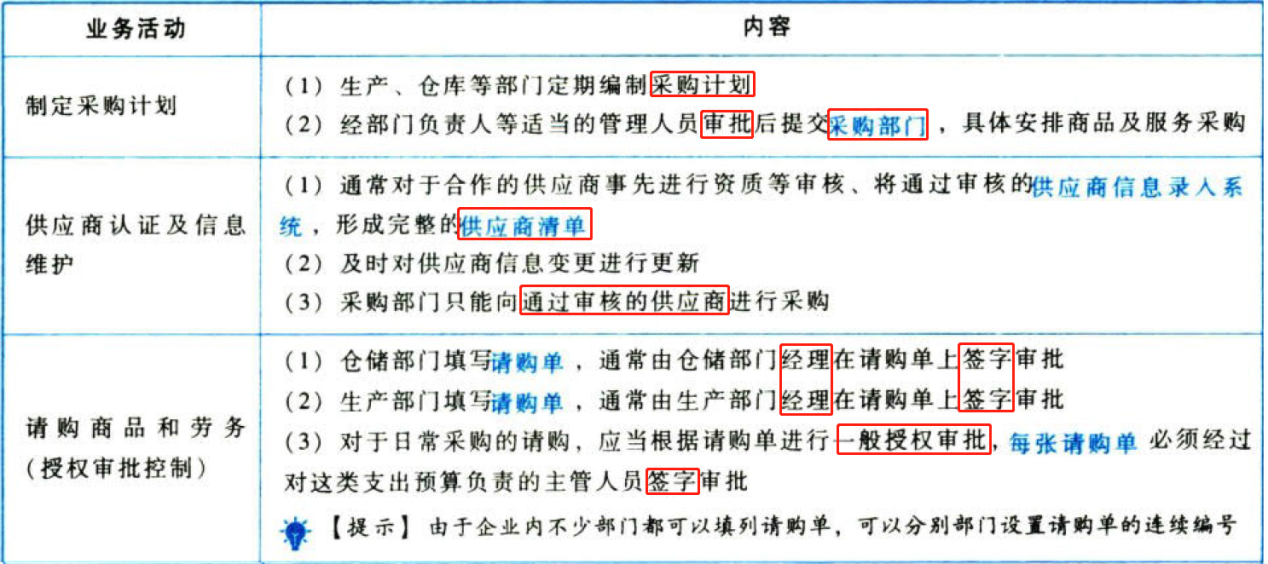 业务活动
内容
制定采购计划
(1) 生产、仓库等部门定期编制采购计划
(2) 经部门负责人等适当的管理人员审批后提交采购部门，具体安排商品及服务采购
供应商认证及信息
维护
(1) 通常对于合作的供应商事先进行资质等审核、将通过审核的供应商信息录入系
统，形成完整的供应商清单
(2) 及时对供应商信息变更进行更新
(3) 采购部门只能向通过审核的供应商进行采购
请购商品和劳务
(授权审批控制)
(1) 仓储部门填写请购单，通常由仓储部门经理在请购单上签字审批
(2) 生产部门填写请购单，通常由生产部门经理在请购单上签字审批
(3) 对于日常采购的请购，应当根据请购单进行一般授权审批，每张请购单 必须经过
对这类支出预算负责的主管人员签字审批
【提示】由于企业内不少部门都可以填列请购单，可以分别部门设置请购单的连续编号